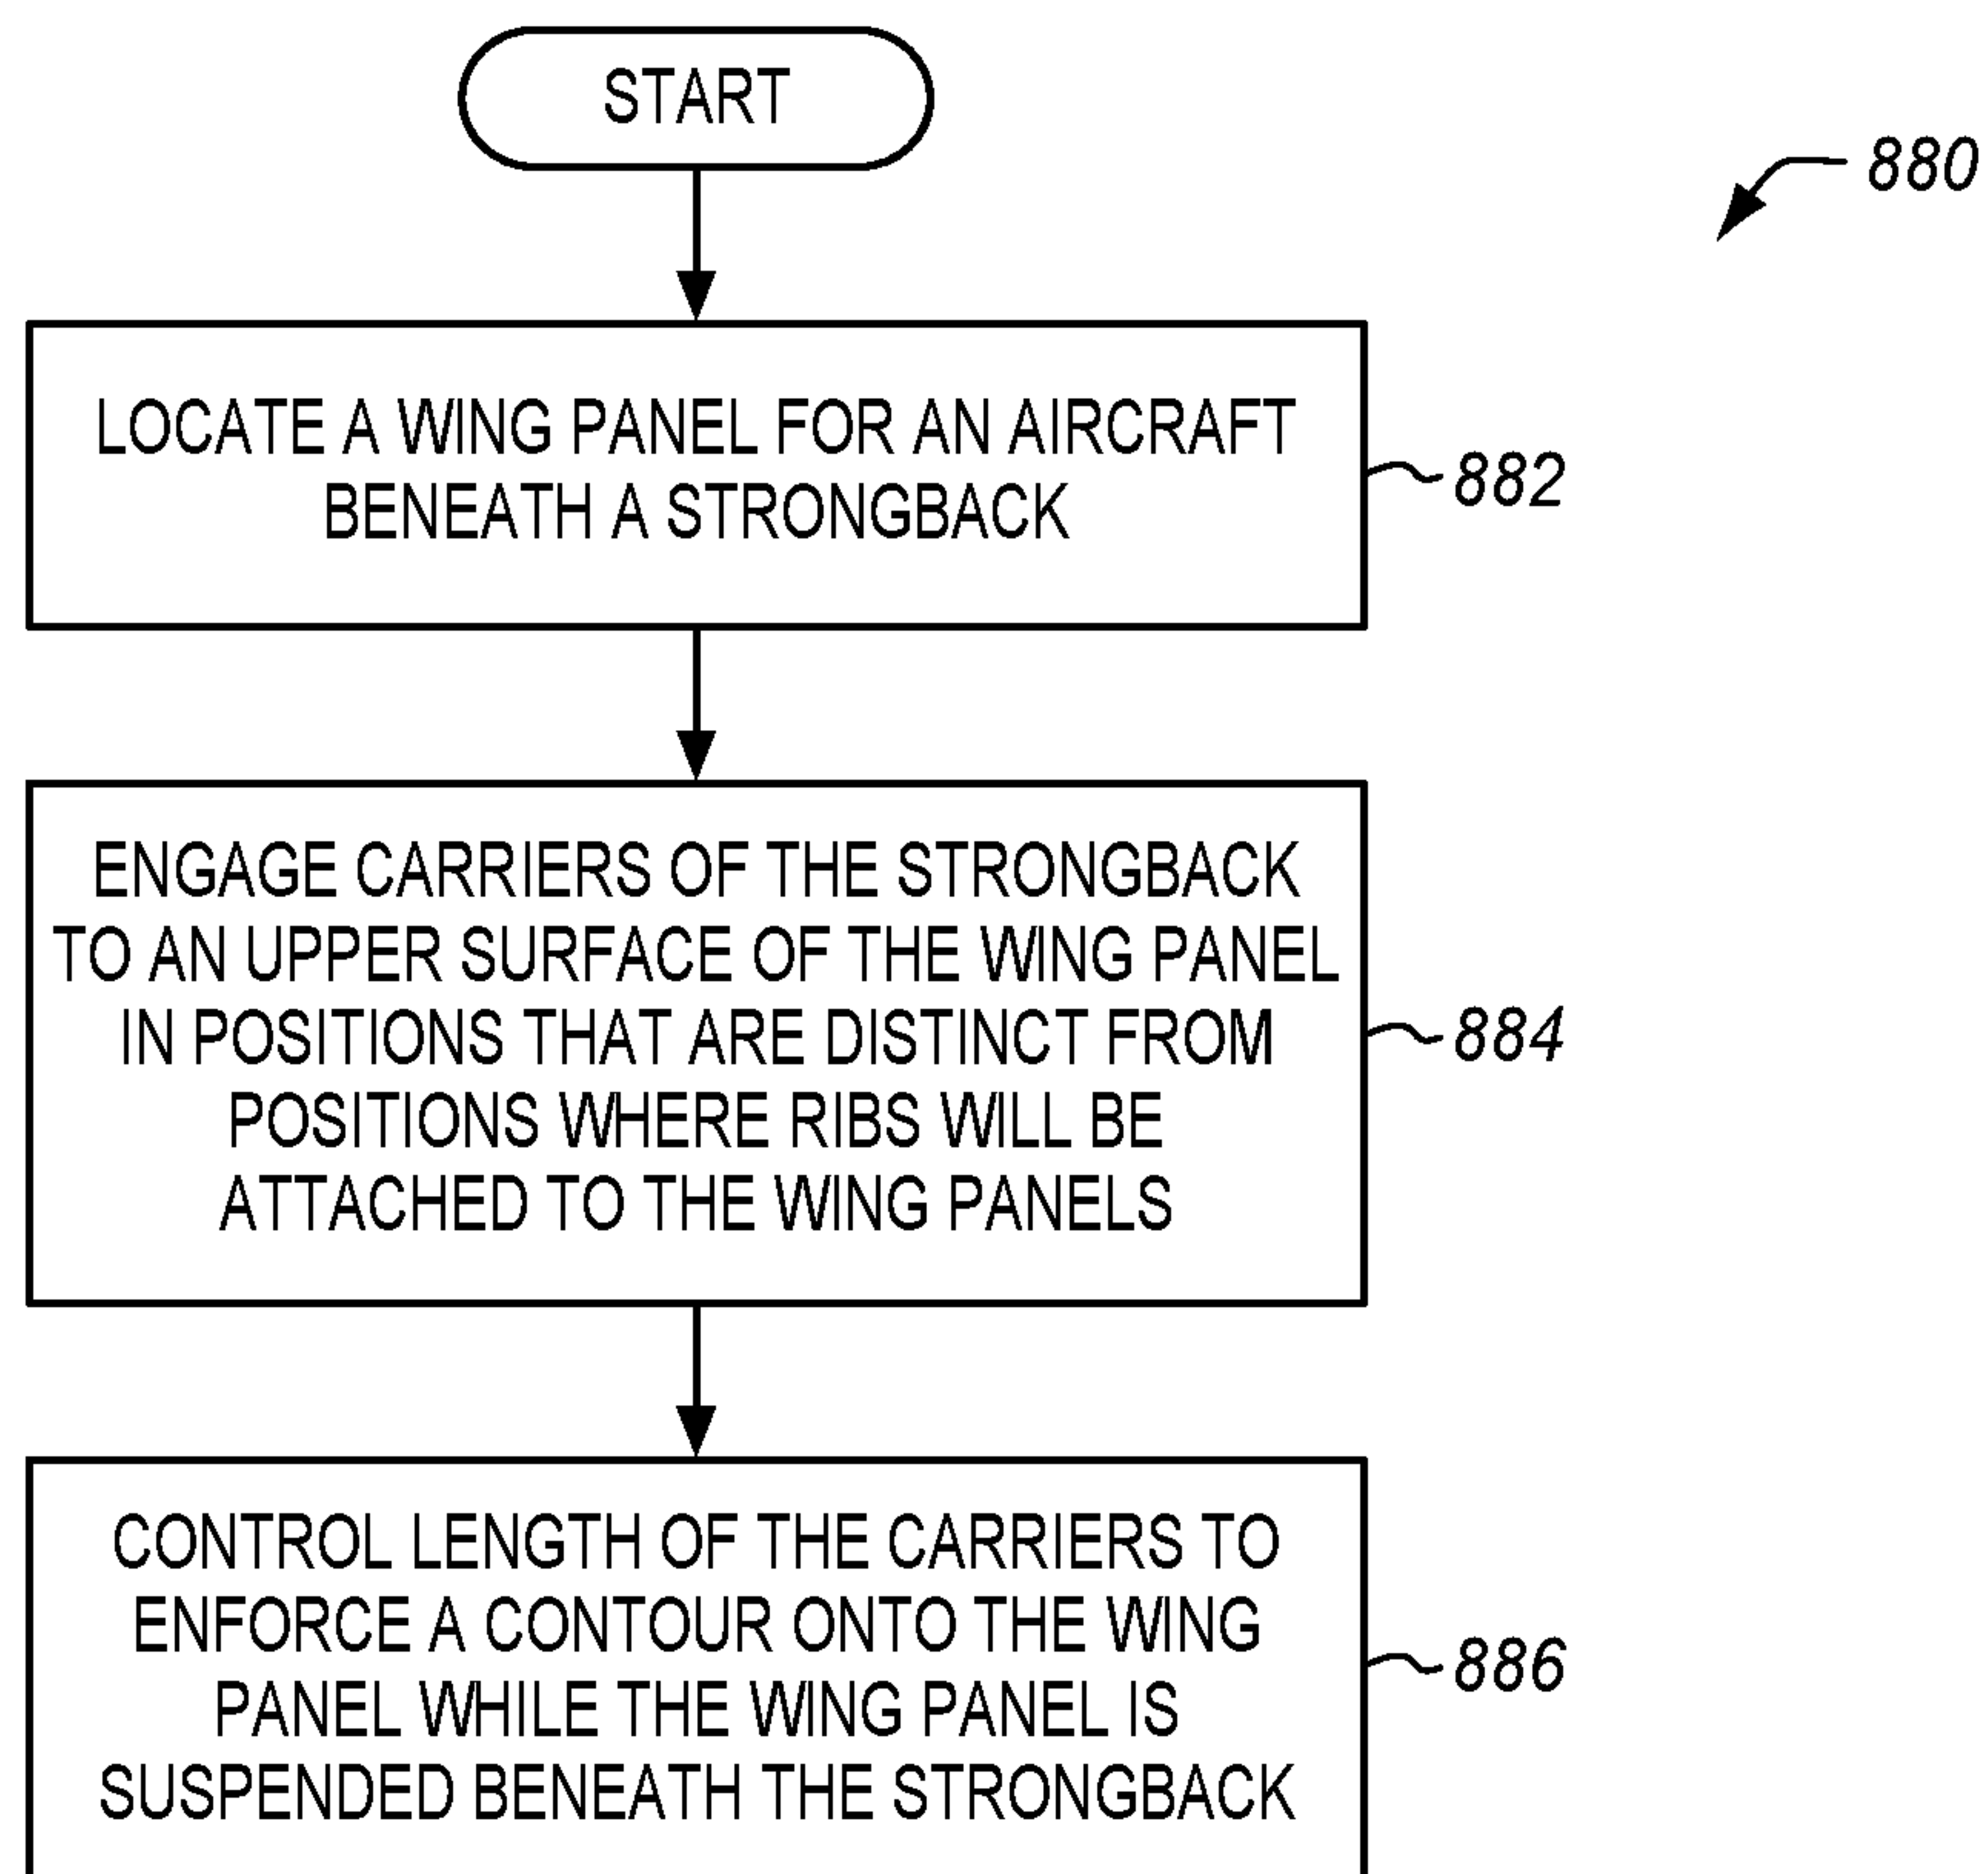 START
880
LOCATE A WING PANEL FOR AN AIRCRAFT
BENEATH A STRONGBACK
882
ENGAGE CARRIERS OF THE STRONGBACK
TO AN UPPER SURFACE OF THE WING PANEL
IN POSITIONS THAT ARE DISTINCT FROM
POSITIONS WHERE RIBS WILL BE
ATTACHED TO THE WING PANELS
884
CONTROL LENGTH OF THE CARRIERS TO
ENFORCE A CONTOUR ONTO THE WING
PANEL WHILE THE WING PANEL IS
SUSPENDED BENEATH THE STRONGBACK
886